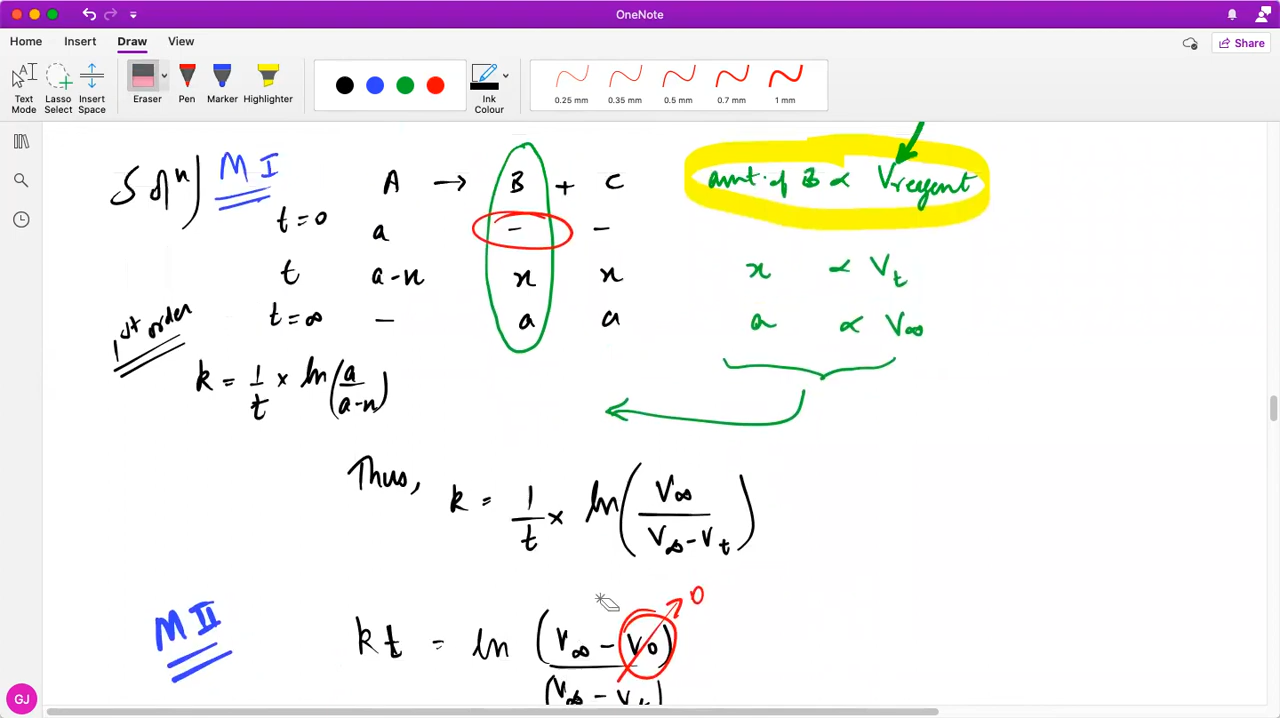 OneNote
Home Insert Draw View
Share
Text Mode
Lasso Select
Insert Space
Eraser
Pen
Marker
Highlighter
Ink Colour
0.25 mm 0.35 mm 0.5 mm 0.7 mm 1 mm
Soln) M I A → B + C amt. of B ∝ Vreyent
t=0 a - -
t a-x x x x ∝ Vt
t=∞ - a a a ∝ V∞
1st order
k = 1/t × ln(a/(a-x))
Thus, k = 1/t × ln(V∞/(V∞-Vt))
M II kt = ln (V∞ - V0) 0
(V∞ - Vt)
GJ